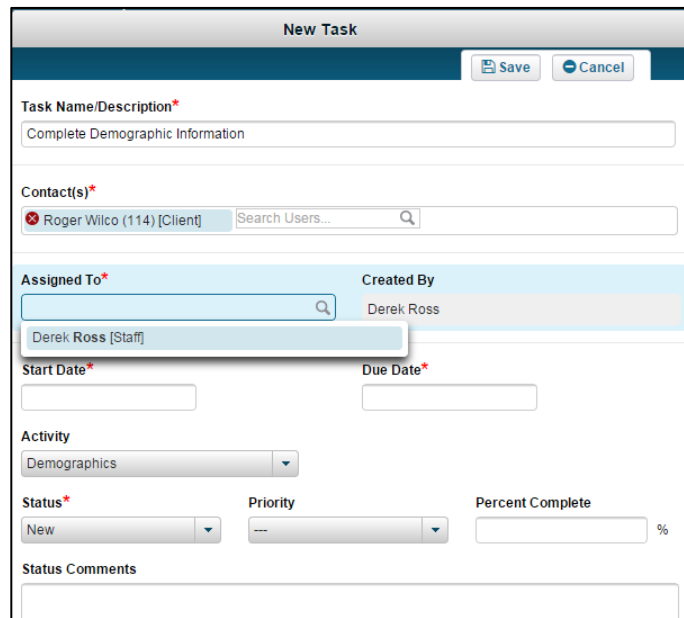 New Task
Save Cancel
Task Name/Description*
Complete Demographic Information
Contact(s)*
Roger Wilco (114) [Client] Search Users...
Assigned To* Created By
Derek Ross
Derek Ross [Staff]
Start Date* Due Date*
Activity
Demographics
Status* Priority Percent Complete
New --- %
Status Comments